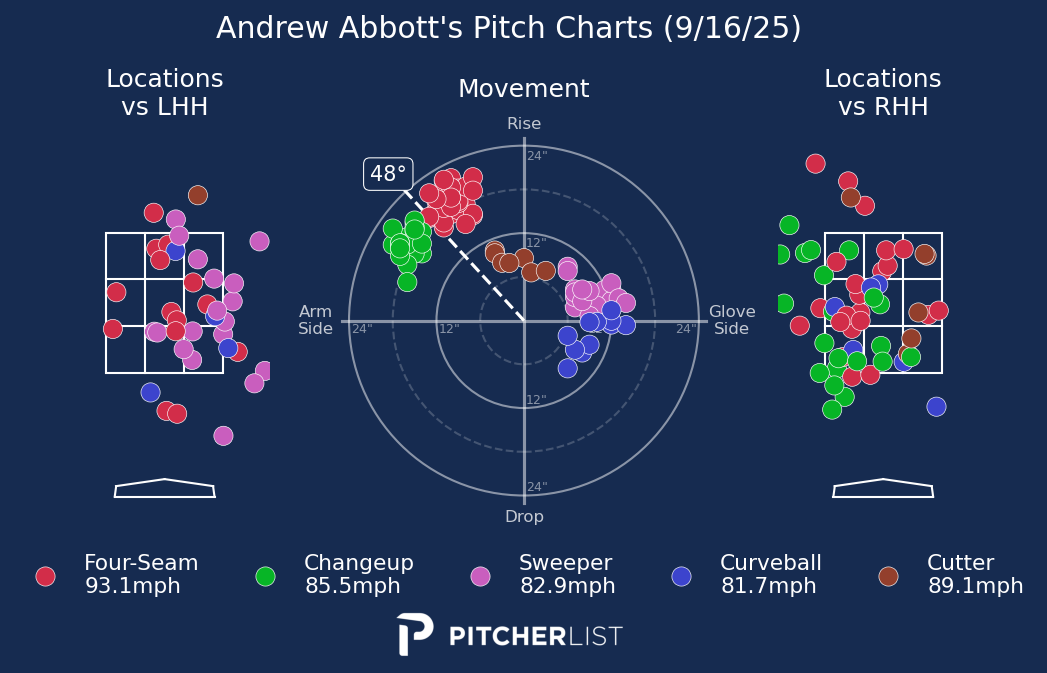 Andrew Abbott's Pitch Charts (9/16/25)
Locations
vs LHH
Movement
Locations
vs RHH
Rise
24"
48°
12"
Arm
Side
24"
12"
24"
Glove
Side
12"
24"
Drop
Four-Seam
93.1mph
Changeup
85.5mph
Sweeper
82.9mph
Curveball
81.7mph
Cutter
89.1mph
PITCHERLIST